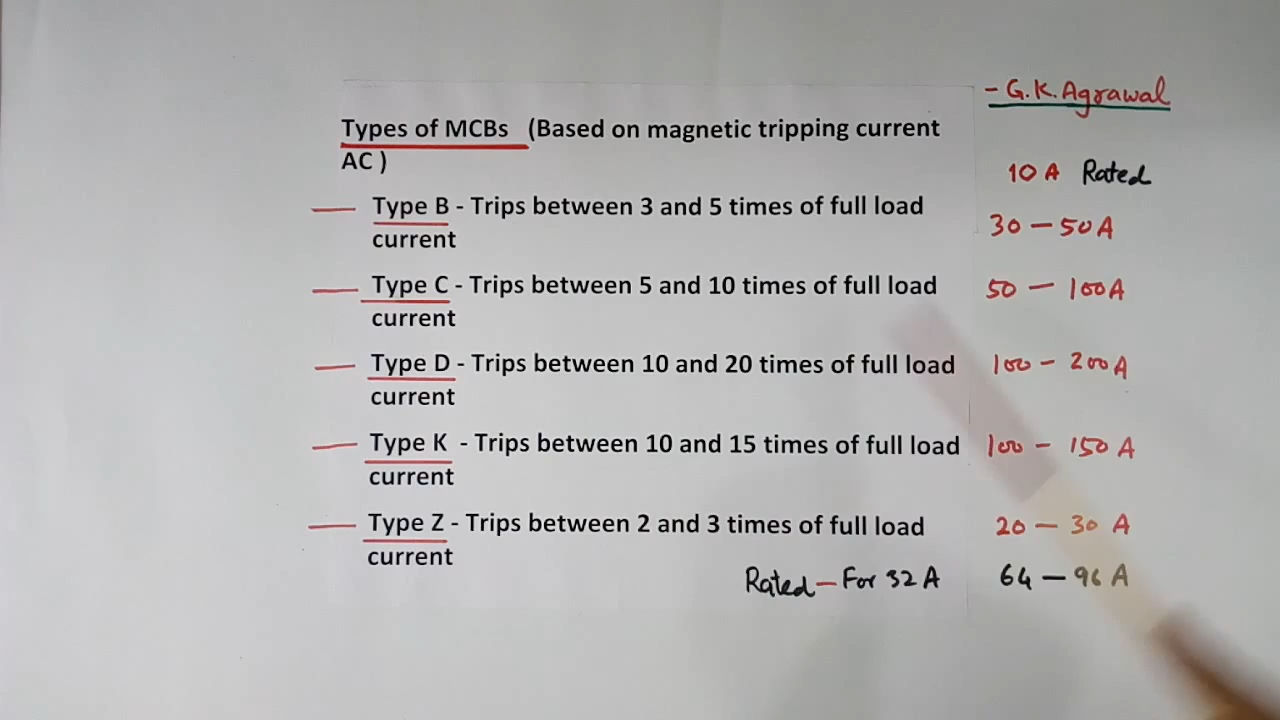 - G.K.Agrawal
Types of MCBs (Based on magnetic tripping current
AC )
10 A Rated
Type B - Trips between 3 and 5 times of full load
current
30 - 50A
Type C - Trips between 5 and 10 times of full load
current
50 - 100A
Type D - Trips between 10 and 20 times of full load
current
100 - 200A
Type K - Trips between 10 and 15 times of full load
current
100 - 150 A
Type Z - Trips between 2 and 3 times of full load
current
20 - 30 A
Rated - For 32 A 64 - 96 A